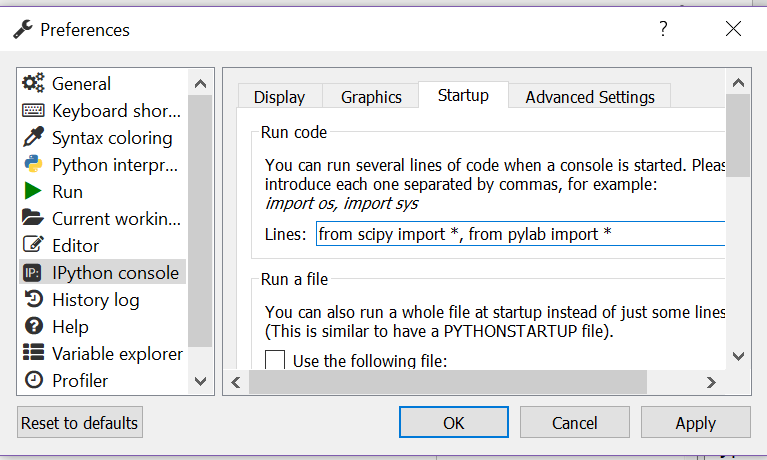 Preferences
?
General
Keyboard shor...
Syntax coloring
Python interpr...
Run
Current workin...
Editor
IP:
IPython console
History log
Help
Variable explorer
Profiler
Display Graphics Startup Advanced Settings
Run code
You can run several lines of code when a console is started. Pleas
introduce each one separated by commas, for example:
import os, import sys
Lines: from scipy import *, from pylab import *
Run a file
You can also run a whole file at startup instead of just some lines
(This is similar to have a PYTHONSTARTUP file).
Use the following file:
Reset to defaults OK Cancel Apply